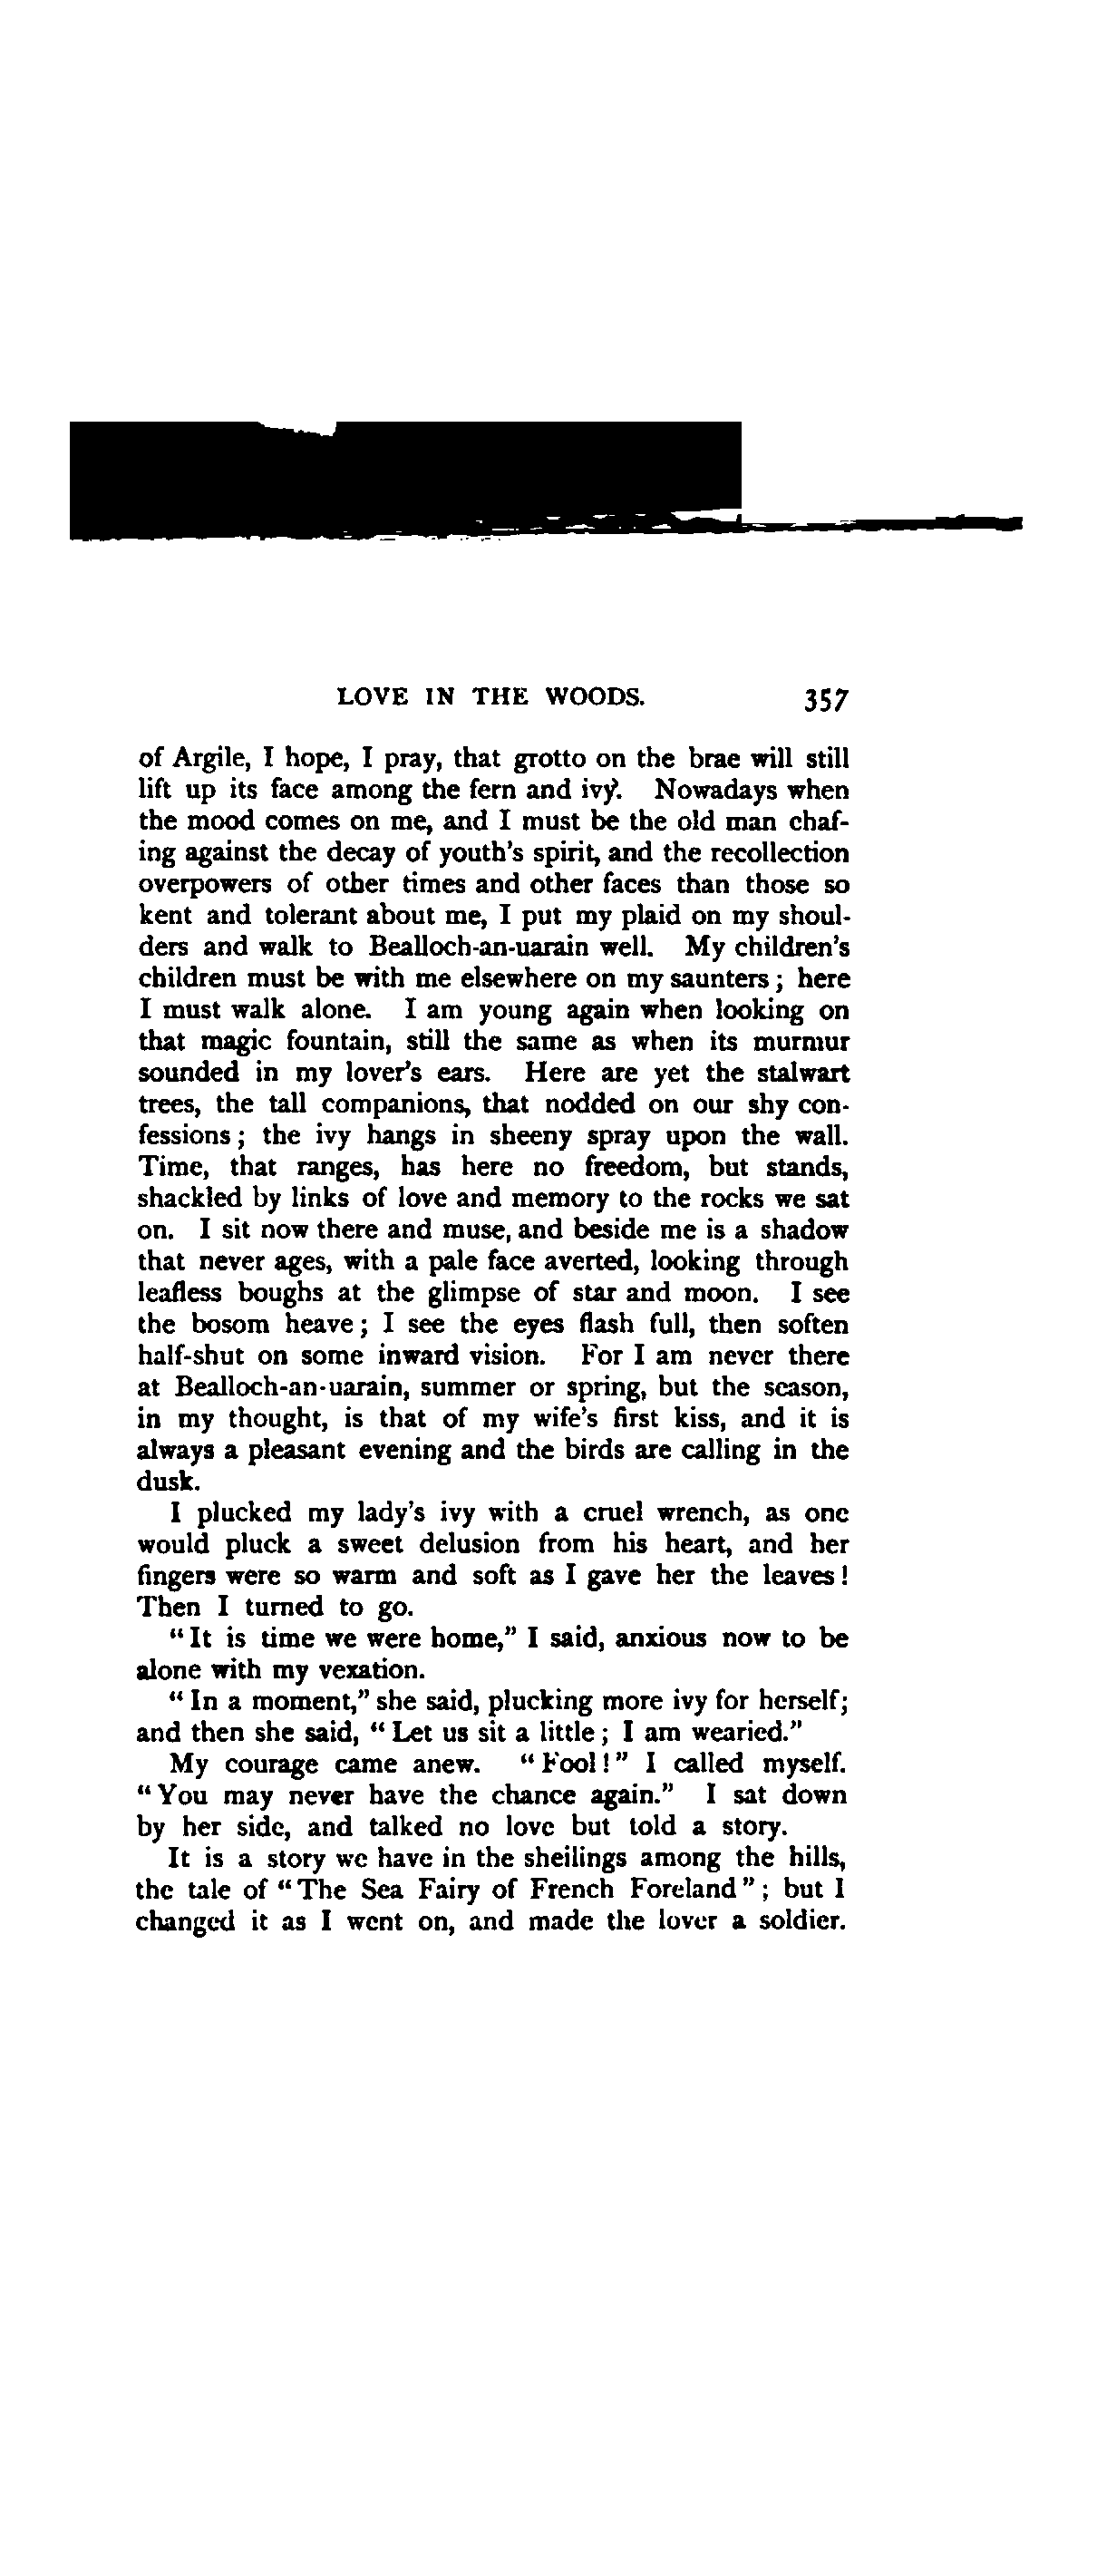 LOVE IN THE WOODS. 357
of Argile, I hope, I pray, that grotto on the brae will still
lift up its face among the fern and ivy. Nowadays when
the mood comes on me, and I must be the old man chaf-
ing against the decay of youth's spirit, and the recollection
overpowers of other times and other faces than those so
kent and tolerant about me, I put my plaid on my shoul-
ders and walk to Bealloch-an-uarain well. My children's
children must be with me elsewhere on my saunters; here
I must walk alone. I am young again when looking on
that magic fountain, still the same as when its murmur
sounded in my lover's ears. Here are yet the stalwart
trees, the tall companions, that nodded on our shy con-
fessions; the ivy hangs in sheeny spray upon the wall.
Time, that ranges, has here no freedom, but stands,
shackled by links of love and memory to the rocks we sat
on. I sit now there and muse, and beside me is a shadow
that never ages, with a pale face averted, looking through
leafless boughs at the glimpse of star and moon. I see
the bosom heave; I see the eyes flash full, then soften
half-shut on some inward vision. For I am never there
at Bealloch-an-uarain, summer or spring, but the season,
in my thought, is that of my wife's first kiss, and it is
always a pleasant evening and the birds are calling in the
dusk.
I plucked my lady's ivy with a cruel wrench, as one
would pluck a sweet delusion from his heart, and her
fingers were so warm and soft as I gave her the leaves!
Then I turned to go.
"It is time we were home," I said, anxious now to be
alone with my vexation.
"In a moment," she said, plucking more ivy for herself;
and then she said, "Let us sit a little; I am wearied."
My courage came anew. "Fool!" I called myself.
"You may never have the chance again." I sat down
by her side, and talked no love but told a story.
It is a story we have in the sheilings among the hills,
the tale of "The Sea Fairy of French Foreland"; but I
changed it as I went on, and made the lover a soldier.